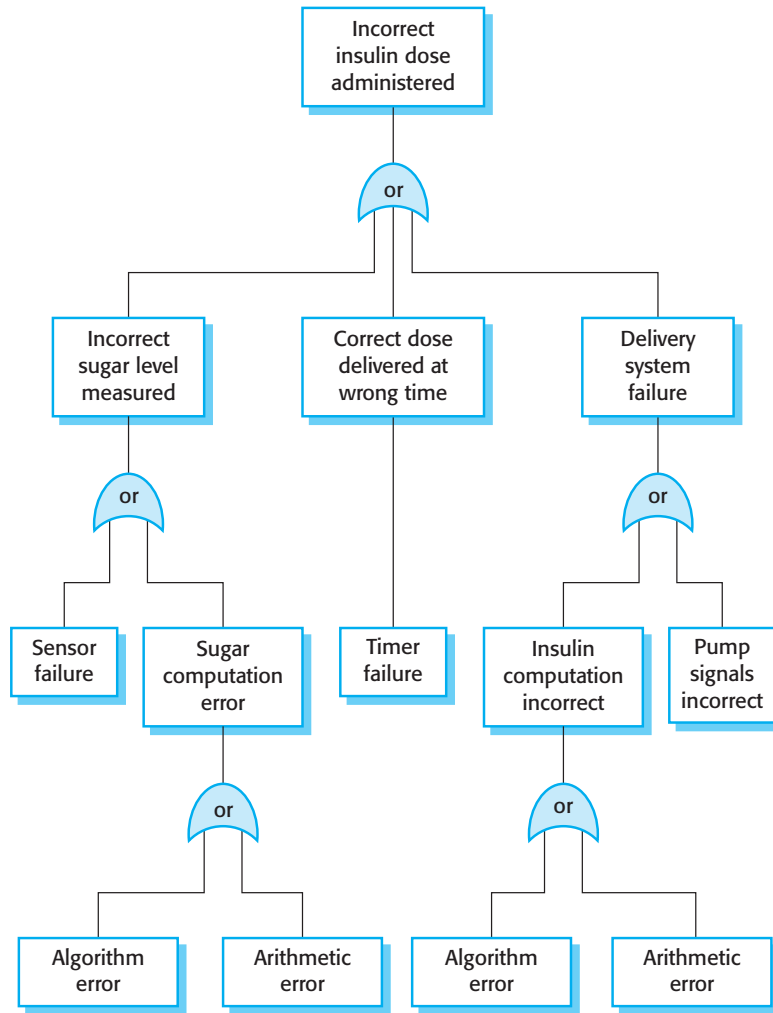 Incorrect
insulin dose
administered
or
Incorrect
sugar level
measured
Correct dose
delivered at
wrong time
Delivery
system
failure
or
or
Sensor
failure
Sugar
computation
error
Timer
failure
Insulin
computation
incorrect
Pump
signals
incorrect
or
or
Algorithm
error
Arithmetic
error
Algorithm
error
Arithmetic
error